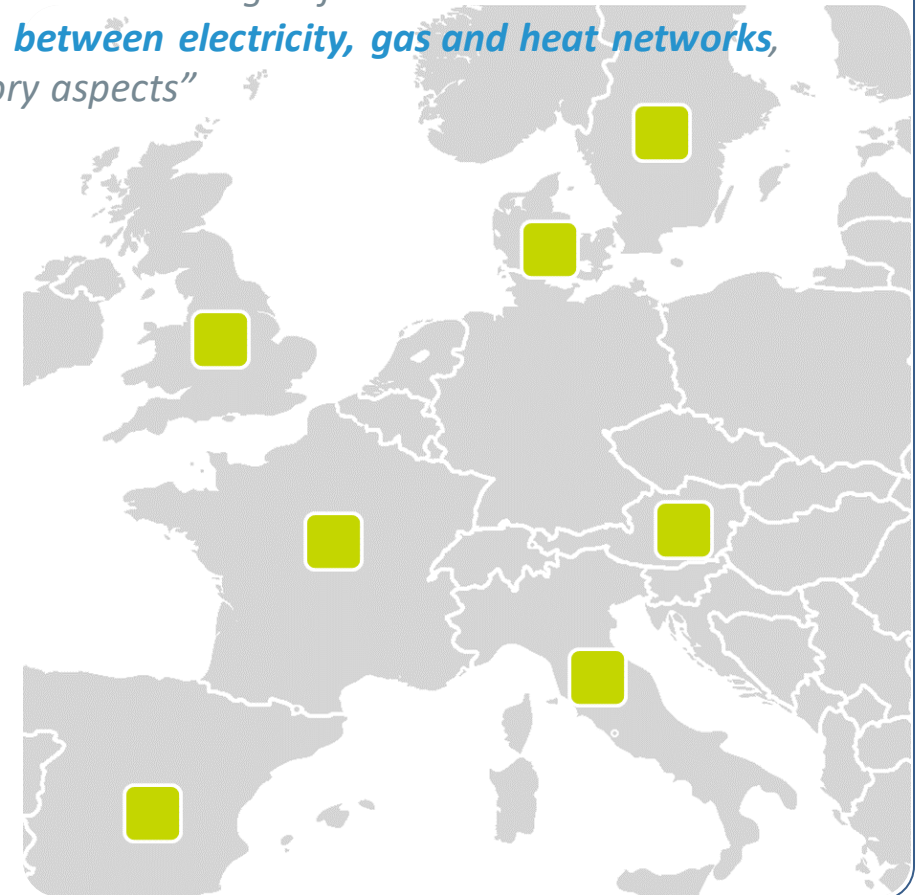 between electricity, gas and heat networks,
ory aspects”